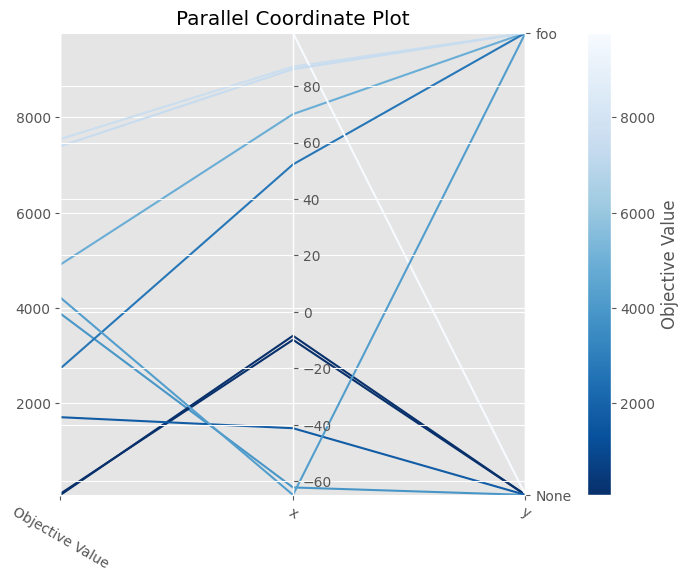 Parallel Coordinate Plot
8000
6000
4000
2000
80
60
40
20
0
−20
−40
−60
foo
None
8000
6000
4000
2000
Objective Value
Objective Value
x
y